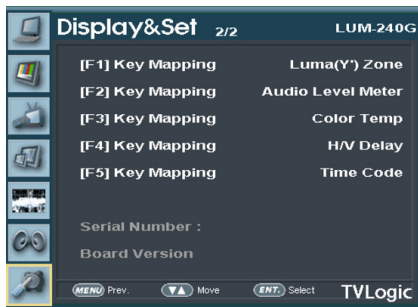 Display&Set 2/2 LUM-240G
[F1] Key Mapping Luma(Y') Zone
[F2] Key Mapping Audio Level Meter
[F3] Key Mapping Color Temp
[F4] Key Mapping H/V Delay
[F5] Key Mapping Time Code
Serial Number :
Board Version
MENU Prev. ▼▲ Move ENT. Select TVLogic